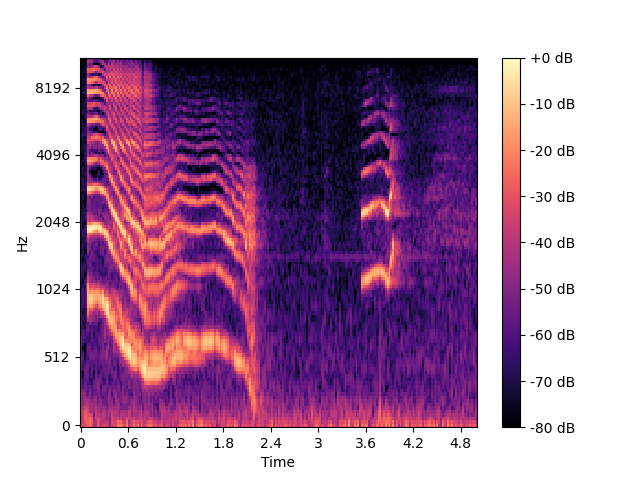 8192
4096
2048
1024
512
0
Hz
0 0.6 1.2 1.8 2.4 3 3.6 4.2 4.8
Time
+0 dB
-10 dB
-20 dB
-30 dB
-40 dB
-50 dB
-60 dB
-70 dB
-80 dB